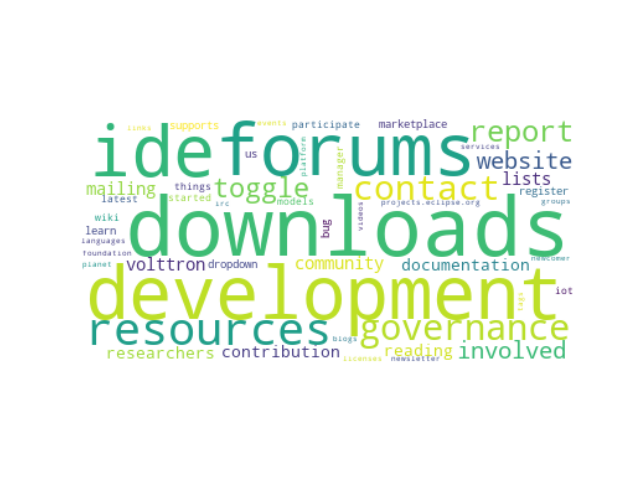 links supports events participate marketplace
ide forums report
us platform manager services website
mailing things toggle contact lists
latest started irc models projects.eclipse.org register
wiki bug videos groups
learn downloads
languages
foundation newcomer
planet volttron dropdown community documentation
development tags iot
resources blogs governance
researchers contribution licenses reading newsletter involved